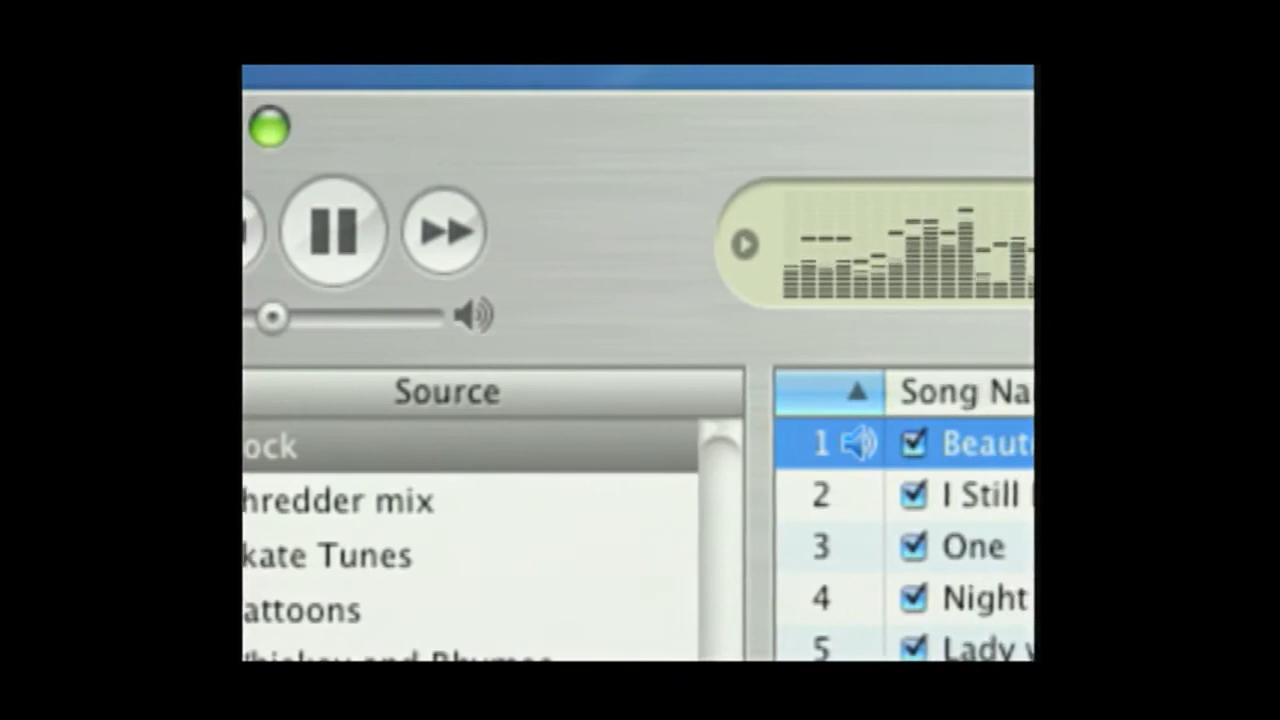 Source
Song Na
ock
1 Beaut
hredder mix
2 I Still
kate Tunes
3 One
attoons
4 Night
5 Lady